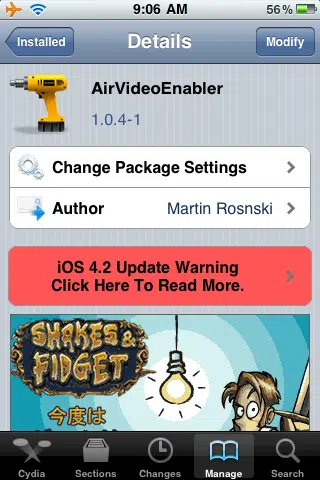 9:06 AM
56%
Installed
Details
Modify
AirVideoEnabler
1.0.4-1
Change Package Settings
Author
Martin Rosnski
iOS 4.2 Update Warning
Click Here To Read More.
SHAKES &
FIDGET
今度は
Cydia
Sections
Changes
Manage
Search